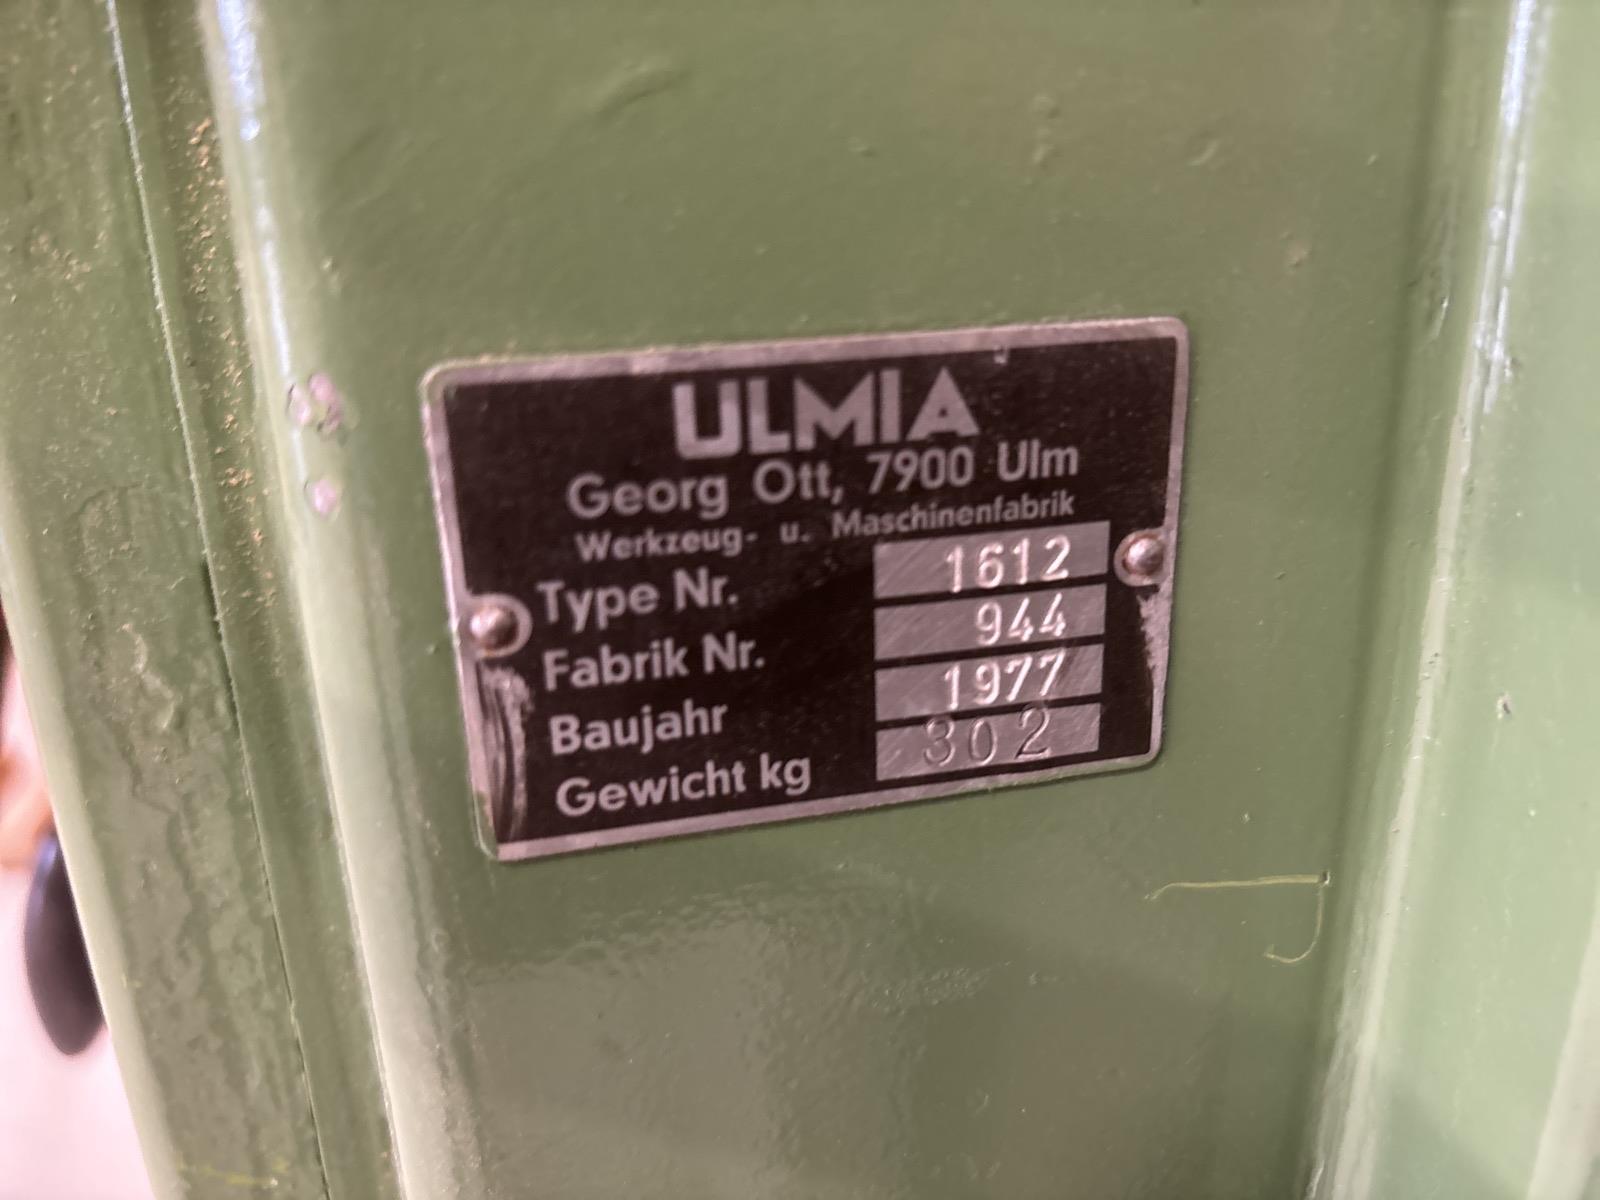 ULMIA
Georg Ott, 7900 Ulm
Werkzeug- u. Maschinenfabrik
Type Nr. 1612
Fabrik Nr. 944
Baujahr 1977
Gewicht kg 302